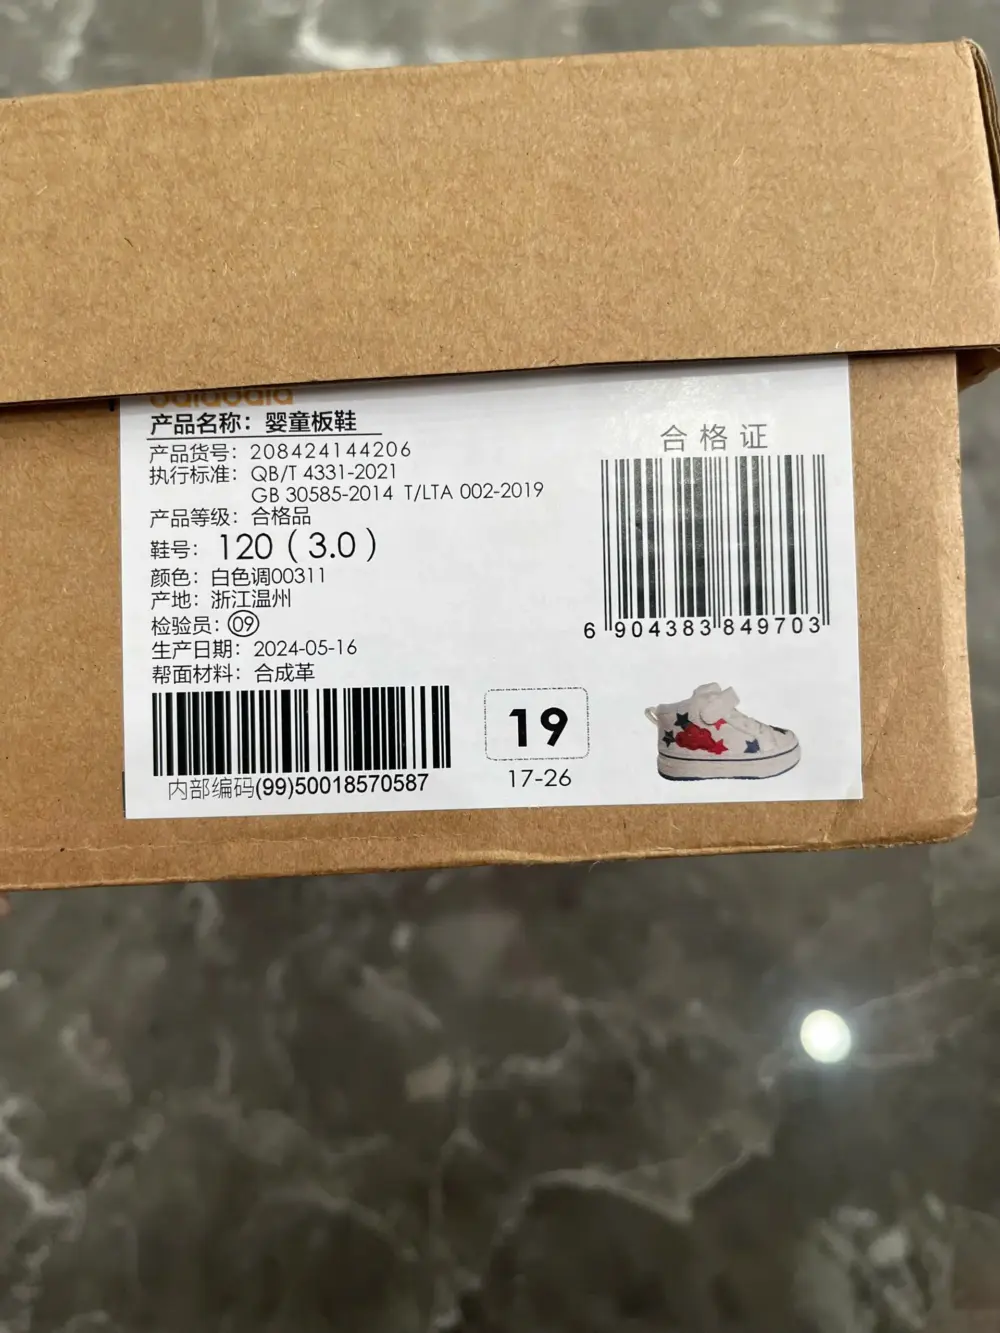 balabala
产品名称：婴童板鞋
产品货号：208424144206
执行标准：QB/T 4331-2021
GB 30585-2014 T/LTA 002-2019
产品等级：合格品
鞋号：120（3.0）
颜色：白色调00311
产地：浙江温州
检验员：09
生产日期：2024-05-16
帮面材料：合成革
内部编码(99)50018570587
19
17-26
合格证
6 904383 849703